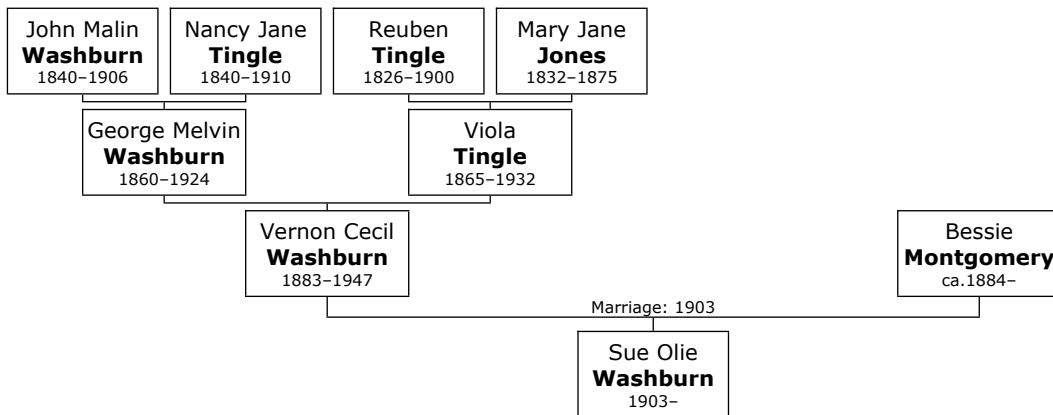 John Malin
Washburn
1840–1906
Nancy Jane
Tingle
1840–1910
Reuben
Tingle
1826–1900
Mary Jane
Jones
1832–1875
George Melvin
Washburn
1860–1924
Viola
Tingle
1865–1932
Vernon Cecil
Washburn
1883–1947
Bessie
Montgomery
ca.1884–
Marriage: 1903
Sue Olie
Washburn
1903–